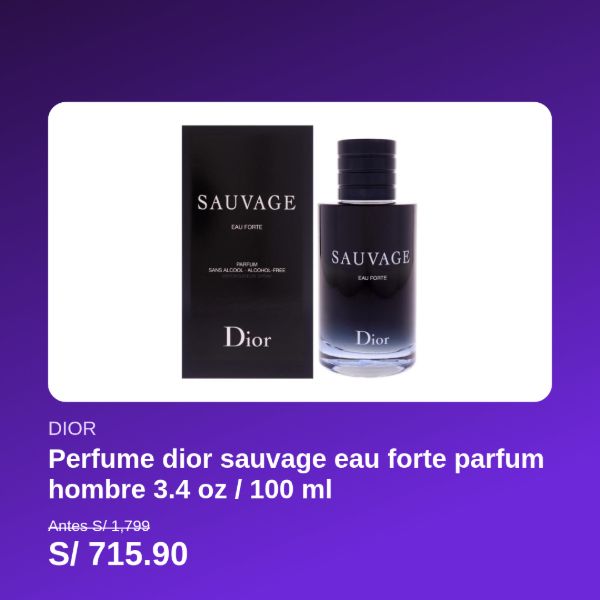 SAUVAGE
EAU FORTE
PARFUM
SANS ALCOOL - ALCOHOL-FREE
Dior
SAUVAGE
EAU FORTE
Dior
DIOR
Perfume dior sauvage eau forte parfum
hombre 3.4 oz / 100 ml
Antes S/ 1,799
S/ 715.90